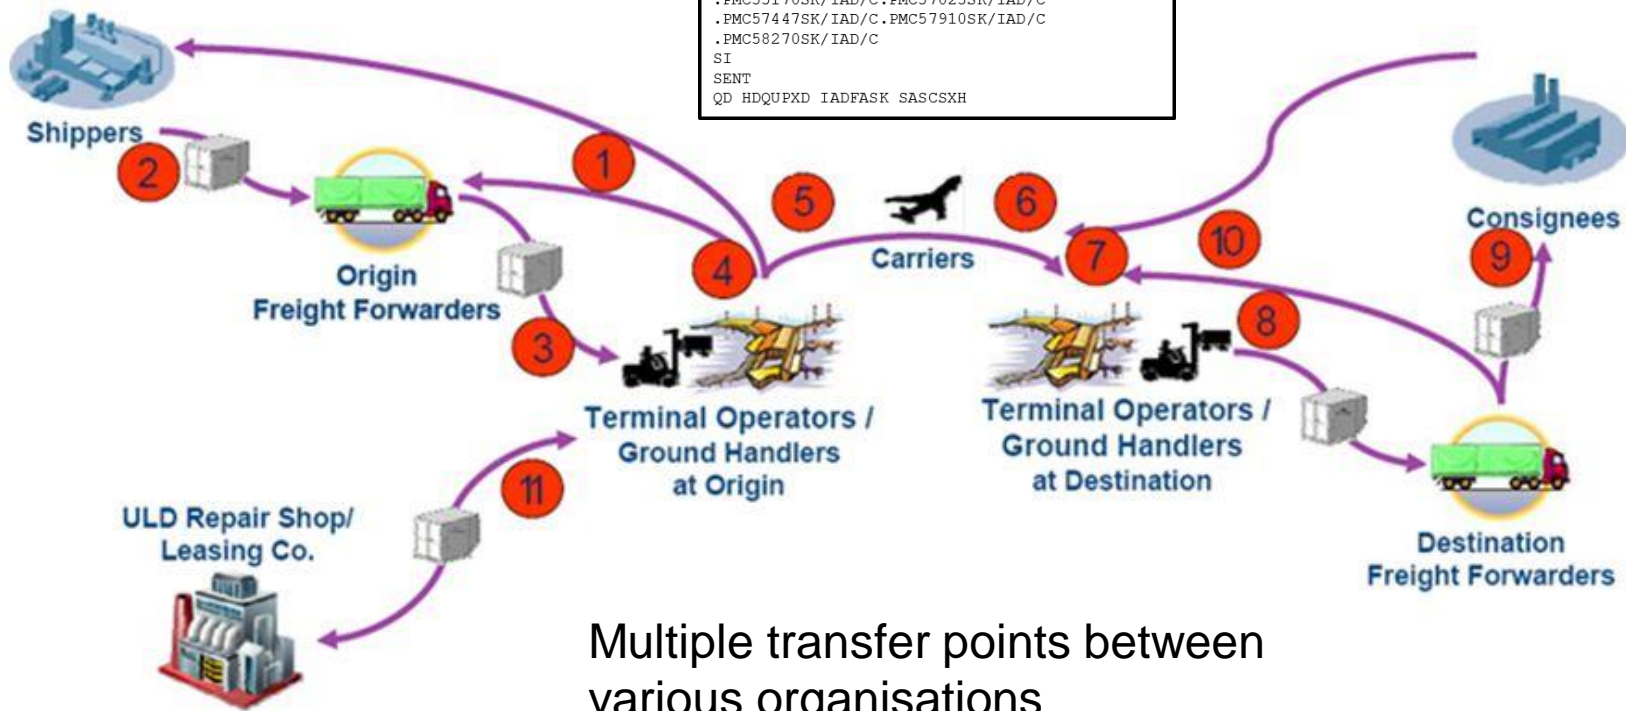 .PMC57447SK/IAD/C.PMC57910SK/IAD/C
.PMC58270SK/IAD/C
SI
SENT
QD HDQUPXD IADFASK SASCSXH
Shippers
2
1
5
6
Consignees
Origin
Freight Forwarders
4
Carriers
7
10
9
3
8
Terminal Operators /
Ground Handlers
at Origin
Terminal Operators /
Ground Handlers
at Destination
11
ULD Repair Shop/
Leasing Co.
Destination
Freight Forwarders
Multiple transfer points between
various organisations